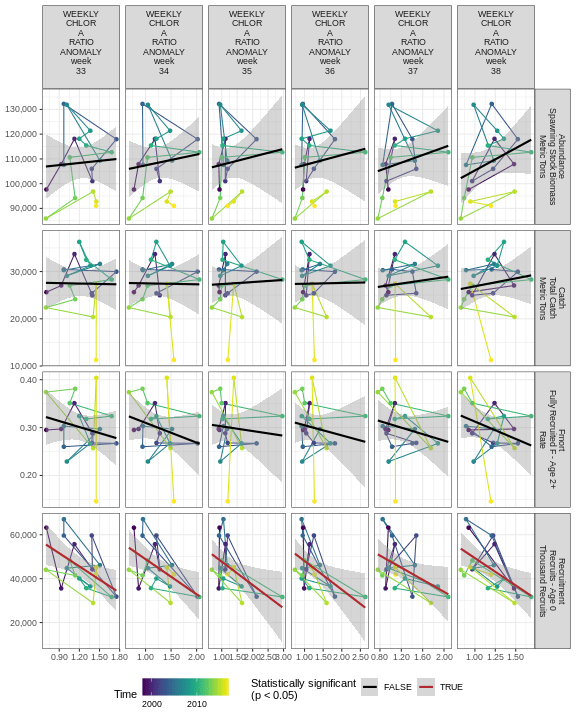 WEEKLY CHLOR A RATIO ANOMALY week 33
WEEKLY CHLOR A RATIO ANOMALY week 34
WEEKLY CHLOR A RATIO ANOMALY week 35
WEEKLY CHLOR A RATIO ANOMALY week 36
WEEKLY CHLOR A RATIO ANOMALY week 37
WEEKLY CHLOR A RATIO ANOMALY week 38
130,000
120,000
110,000
100,000
90,000
Abundance
Spawning Stock Biomass
Metric Tons
30,000
20,000
10,000
Catch
Total Catch
Metric Tons
0.40
0.30
0.20
Fmort
Fully Recruited F - Age 2+
Rate
60,000
40,000
20,000
Recruitment
Recruits - Age 0
Thousand Recruits
0.90 1.20 1.50 1.80
1.00 1.50 2.00
1.00 1.50 2.00 2.50 3.00
1.00 1.50 2.00 2.50
0.80 1.20 1.60 2.00
1.00 1.25 1.50
Time
2000 2010
Statistically significant
(p < 0.05)
FALSE
TRUE